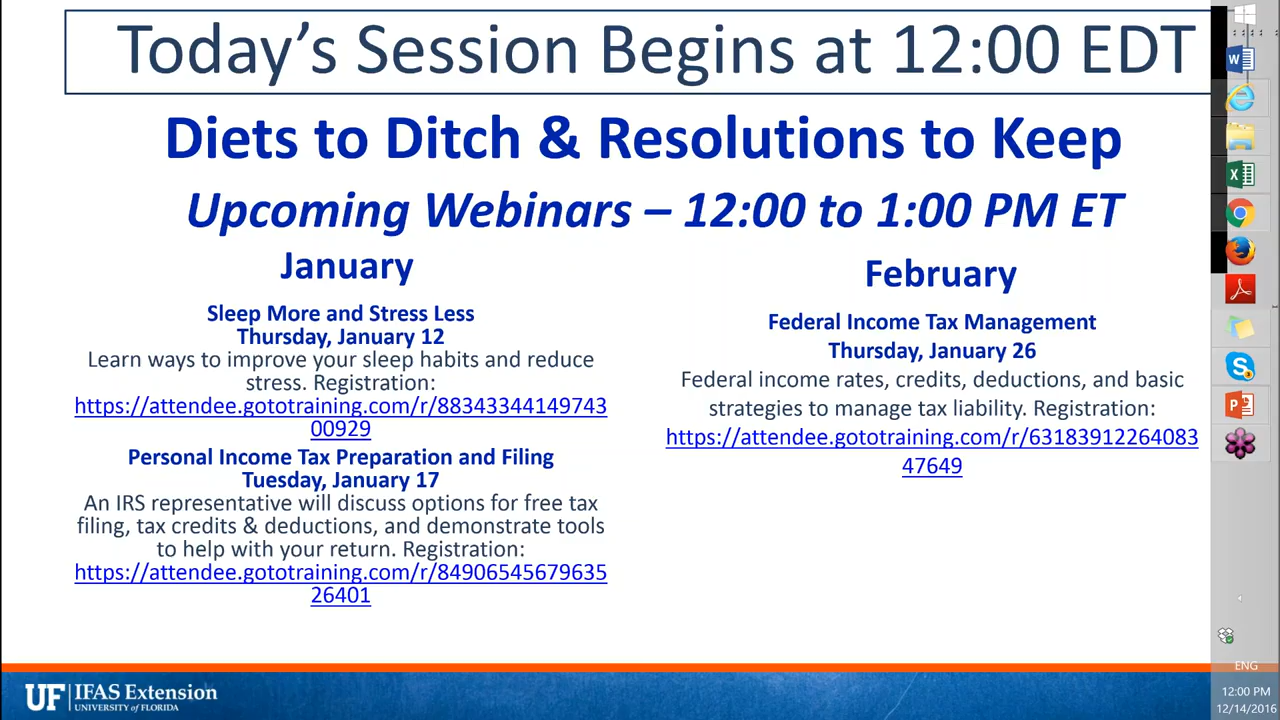 Today's Session Begins at 12:00 EDT
Diets to Ditch & Resolutions to Keep
Upcoming Webinars – 12:00 to 1:00 PM ET
January
Sleep More and Stress Less
Thursday, January 12
Learn ways to improve your sleep habits and reduce
stress. Registration:
https://attendee.gototraining.com/r/88343344149743
00929
Personal Income Tax Preparation and Filing
Tuesday, January 17
An IRS representative will discuss options for free tax
filing, tax credits & deductions, and demonstrate tools
to help with your return. Registration:
https://attendee.gototraining.com/r/84906545679635
26401
February
Federal Income Tax Management
Thursday, January 26
Federal income rates, credits, deductions, and basic
strategies to manage tax liability. Registration:
https://attendee.gototraining.com/r/63183912264083
47649
UF IFAS Extension
UNIVERSITY of FLORIDA
ENG
12:00 PM
12/14/2016